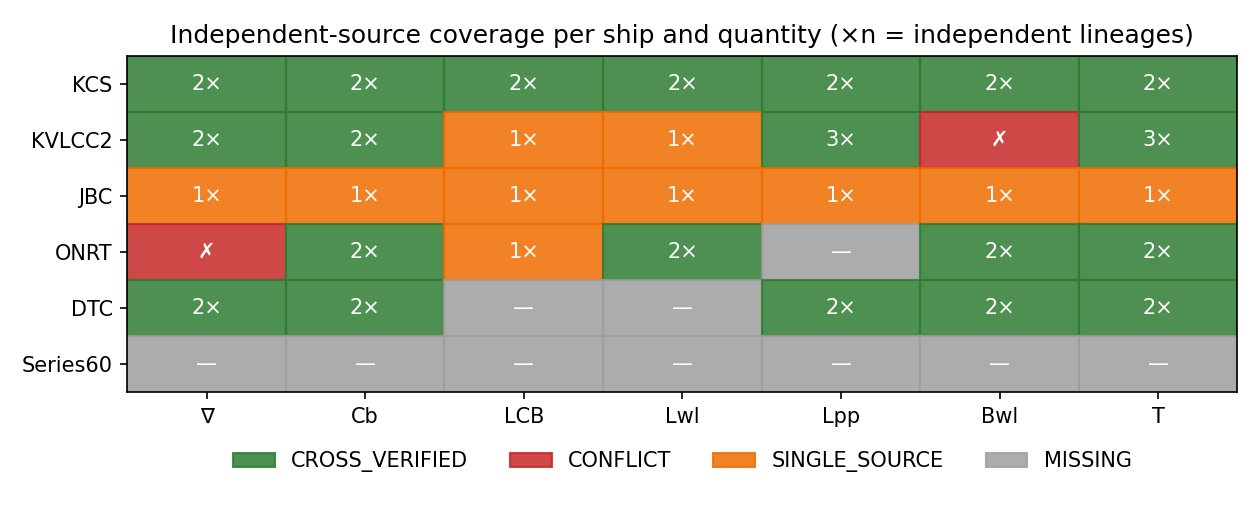 Independent-source coverage per ship and quantity (×n = independent lineages)
KCS 2× 2× 2× 2× 2× 2× 2×
KVLCC2 2× 2× 1× 1× 3× ✗ 3×
JBC 1× 1× 1× 1× 1× 1× 1×
ONRT ✗ 2× 1× 2× — 2× 2×
DTC 2× 2× — — 2× 2× 2×
Series60 — — — — — — —
∇ Cb LCB Lwl Lpp Bwl T
CROSS_VERIFIED CONFLICT SINGLE_SOURCE MISSING